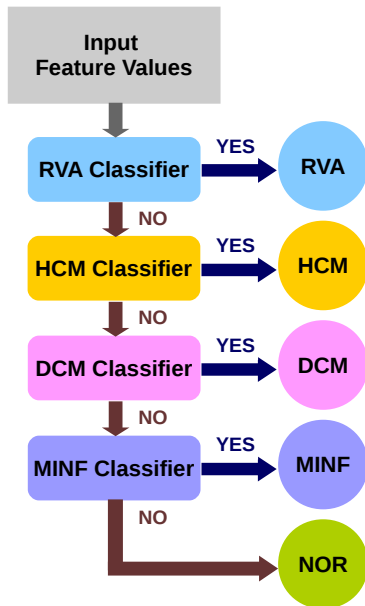 Input
Feature Values
YES
RVA Classifier
RVA
NO
YES
HCM Classifier
HCM
NO
YES
DCM Classifier
DCM
NO
YES
MINF Classifier
MINF
NO
NOR